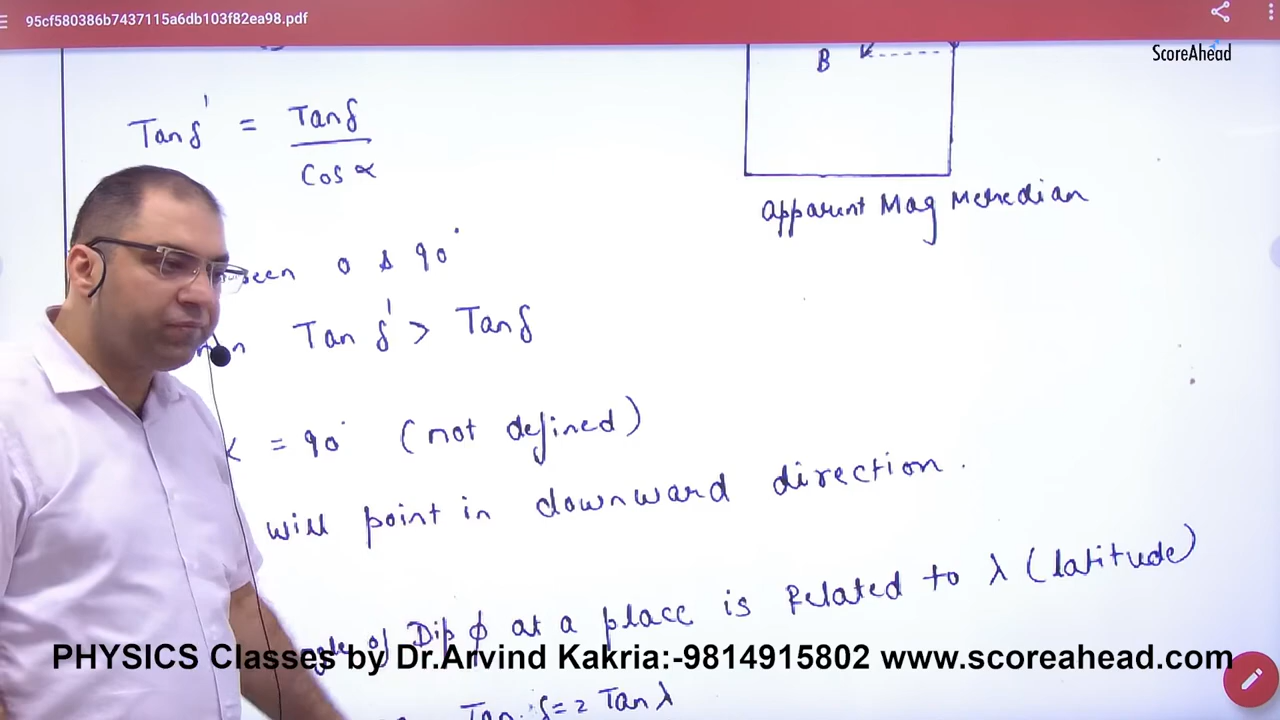 95cf580386b7437115a6db103f82ea98.pdf
ScoreAhead
B
Tan δ' = Tan δ / Cos α
apparent Mag Meredian
0 & 90°
Tan δ' > Tan δ
= 90° (not defined)
will point in downward direction.
of Dip ϕ at a place is Related to λ (latitude)
PHYSICS Classes by Dr.Arvind Kakria:-9814915802 www.scoreahead.com
Tan δ = 2 Tan λ